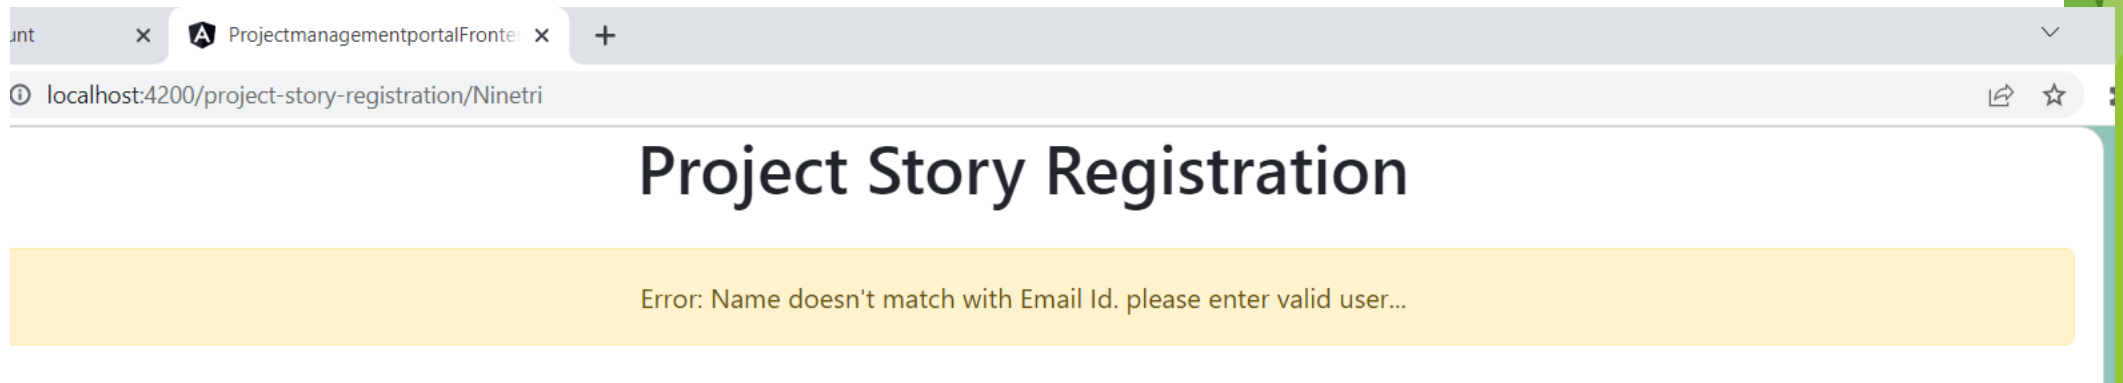 ProjectmanagementportalFronte
localhost:4200/project-story-registration/Ninetri
Project Story Registration
Error: Name doesn't match with Email Id. please enter valid user...